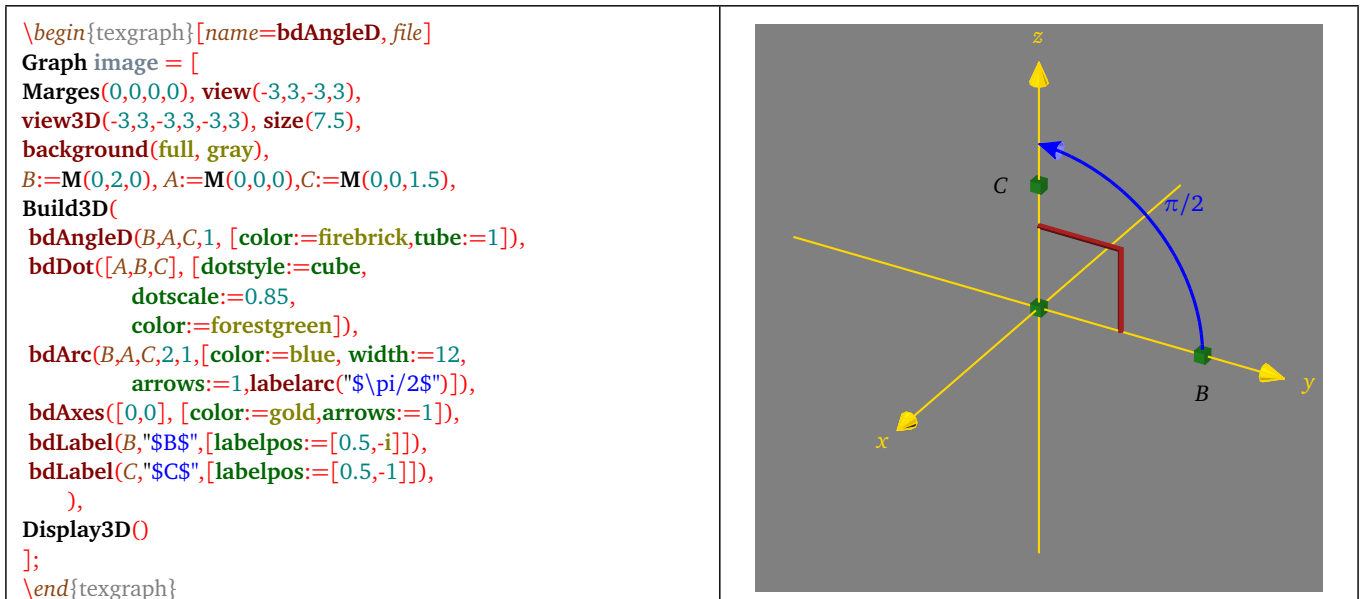 \begin{texgraph}[name=bdAngleD, file]
Graph image = [
Marges(0,0,0,0), view(-3,3,-3,3),
view3D(-3,3,-3,3,-3,3), size(7.5),
background(full, gray),
B:=M(0,2,0), A:=M(0,0,0),C:=M(0,0,1.5),
Build3D(
bdAngleD(B,A,C,1, [color:=firebrick,tube:=1]),
bdDot([A,B,C], [dotstyle:=cube,
dotscale:=0.85,
color:=forestgreen]),
bdArc(B,A,C,2,1,[color:=blue, width:=12,
arrows:=1,labelarc("$\pi/2$")]),
bdAxes([0,0], [color:=gold,arrows:=1]),
bdLabel(B,"$B$",[labelpos:=[0.5,-i]]),
bdLabel(C,"$C$",[labelpos:=[0.5,-1]]),
),
Display3D()
];
\end{texgraph}
z
C
π/2
B
y
x